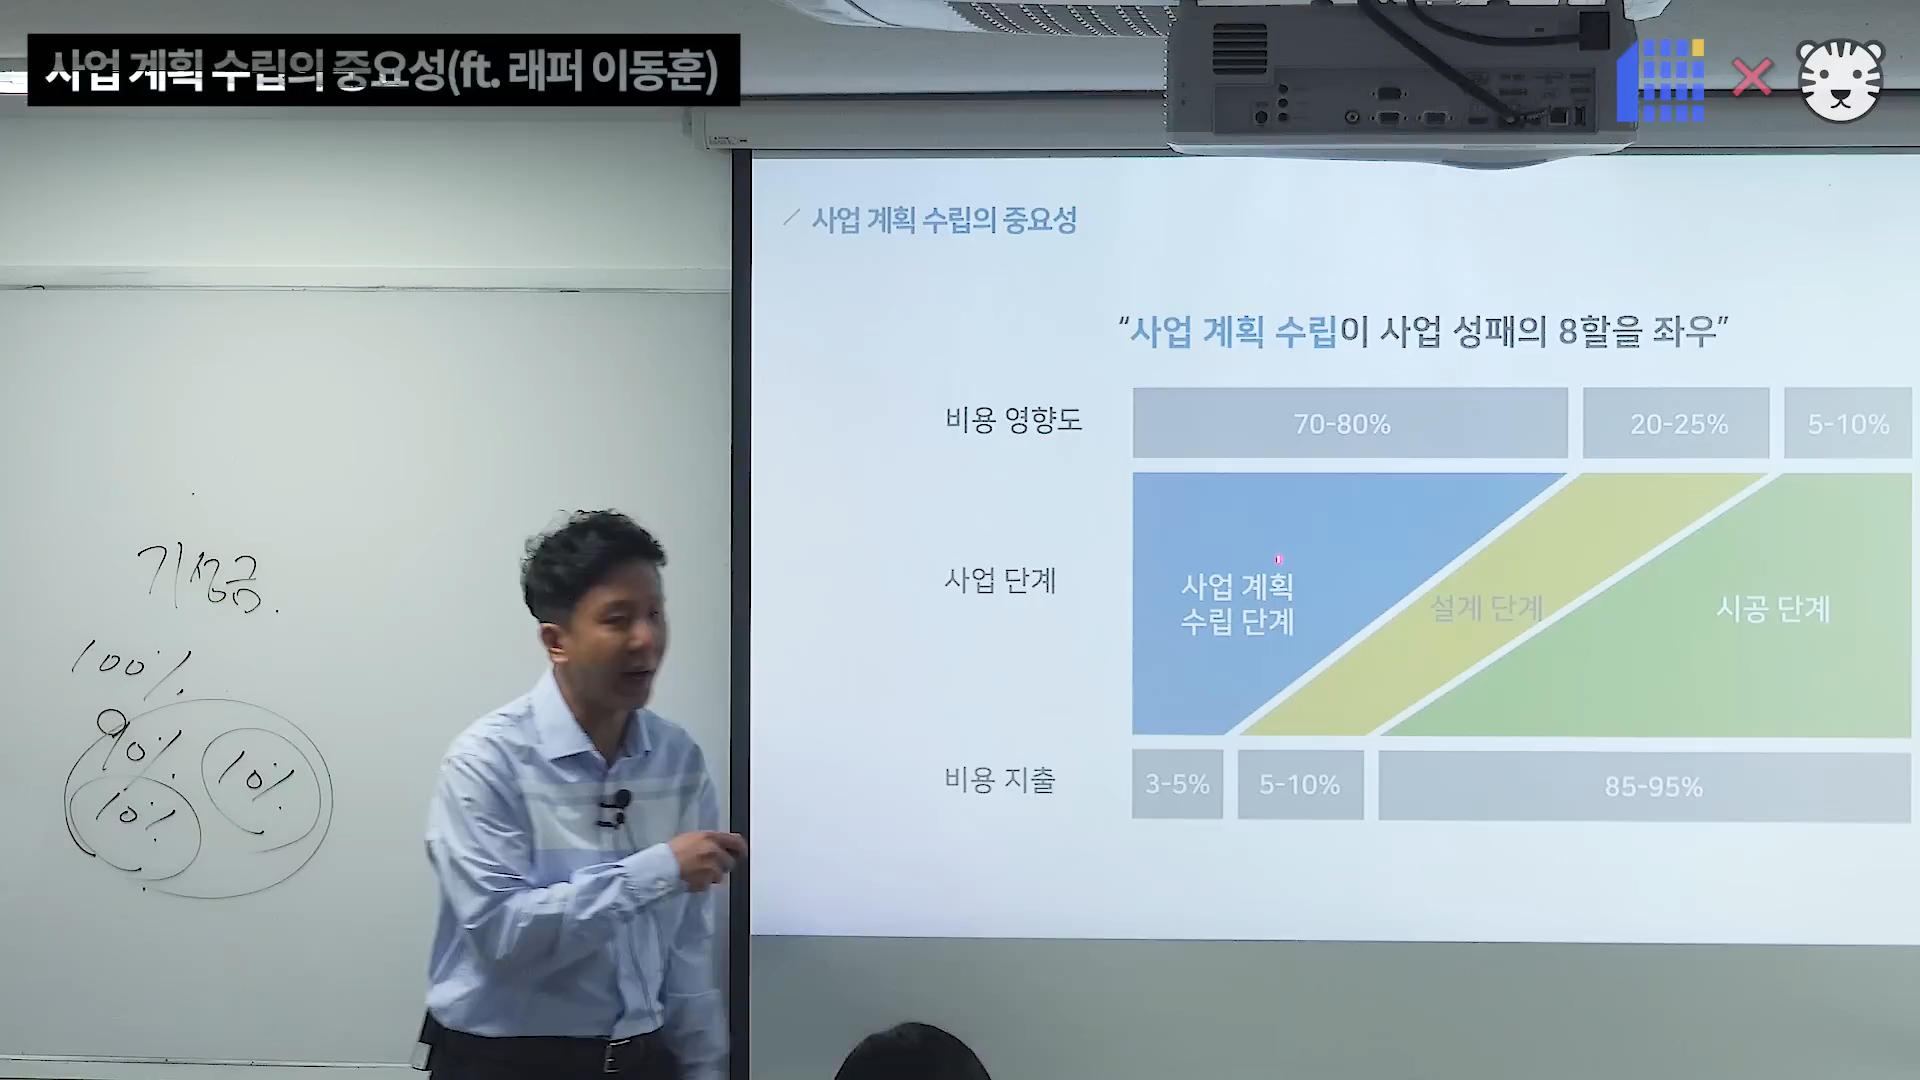 사업 계획 수립의 중요성(ft. 래퍼 이동훈)
사업 계획 수립의 중요성
“사업 계획 수립이 사업 성패의 8할을 좌우”
비용 영향도
70-80%
20-25%
5-10%
사업 단계
사업 계획
수립 단계
설계 단계
시공 단계
비용 지출
3-5%
5-10%
85-95%
기성금.
100%
90%
10%
10%